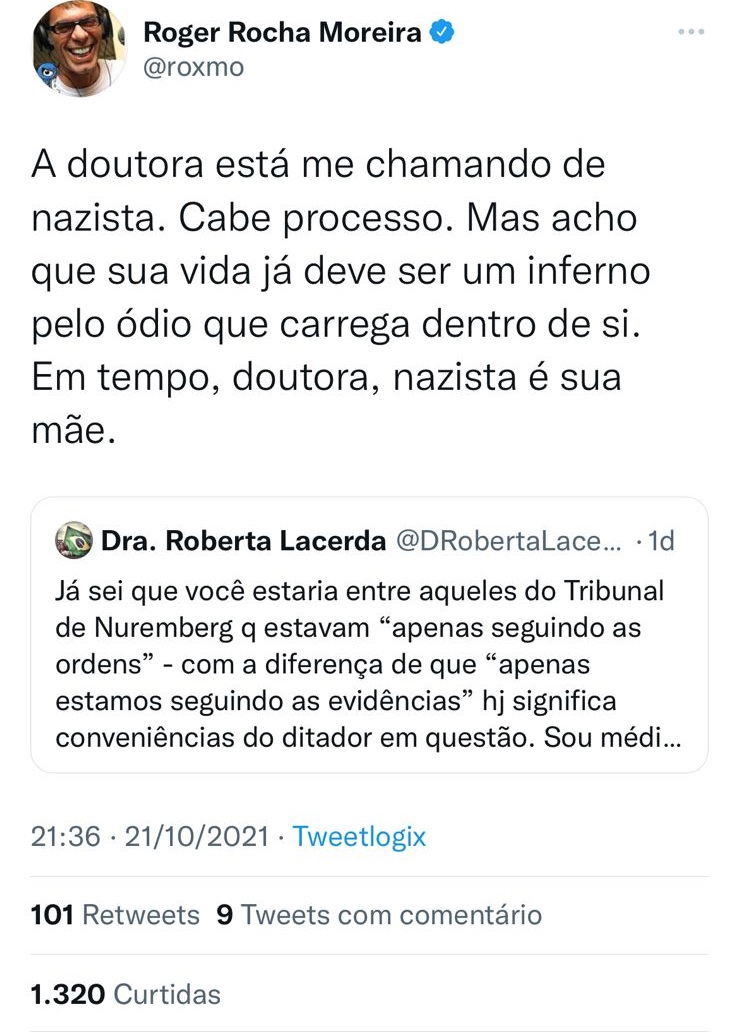 Roger Rocha Moreira
@roxmo
A doutora está me chamando de
nazista. Cabe processo. Mas acho
que sua vida já deve ser um inferno
pelo ódio que carrega dentro de si.
Em tempo, doutora, nazista é sua
mãe.
Dra. Roberta Lacerda @DRobertaLace... · 1d
Já sei que você estaria entre aqueles do Tribunal
de Nuremberg q estavam “apenas seguindo as
ordens” - com a diferença de que “apenas
estamos seguindo as evidências” hj significa
conveniências do ditador em questão. Sou médi...
21:36 · 21/10/2021 · Tweetlogix
101 Retweets 9 Tweets com comentário
1.320 Curtidas